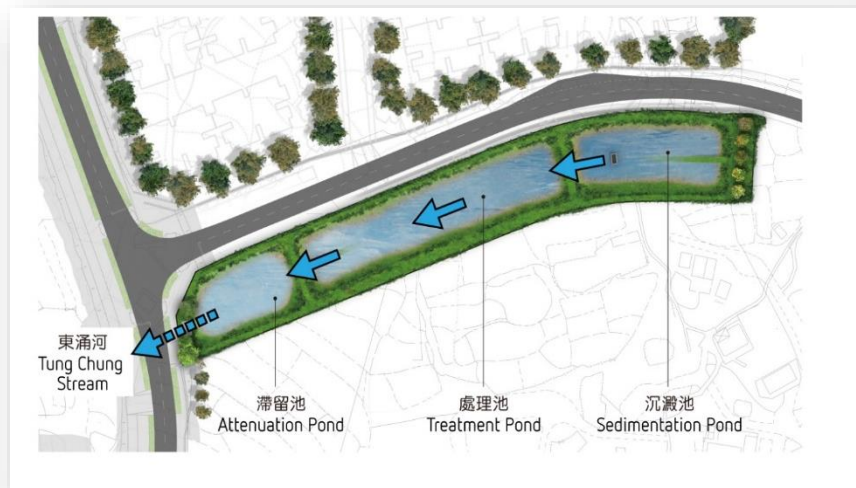 東涌河
Tung Chung
Stream
滯留池
Attenuation Pond
處理池
Treatment Pond
沉澱池
Sedimentation Pond